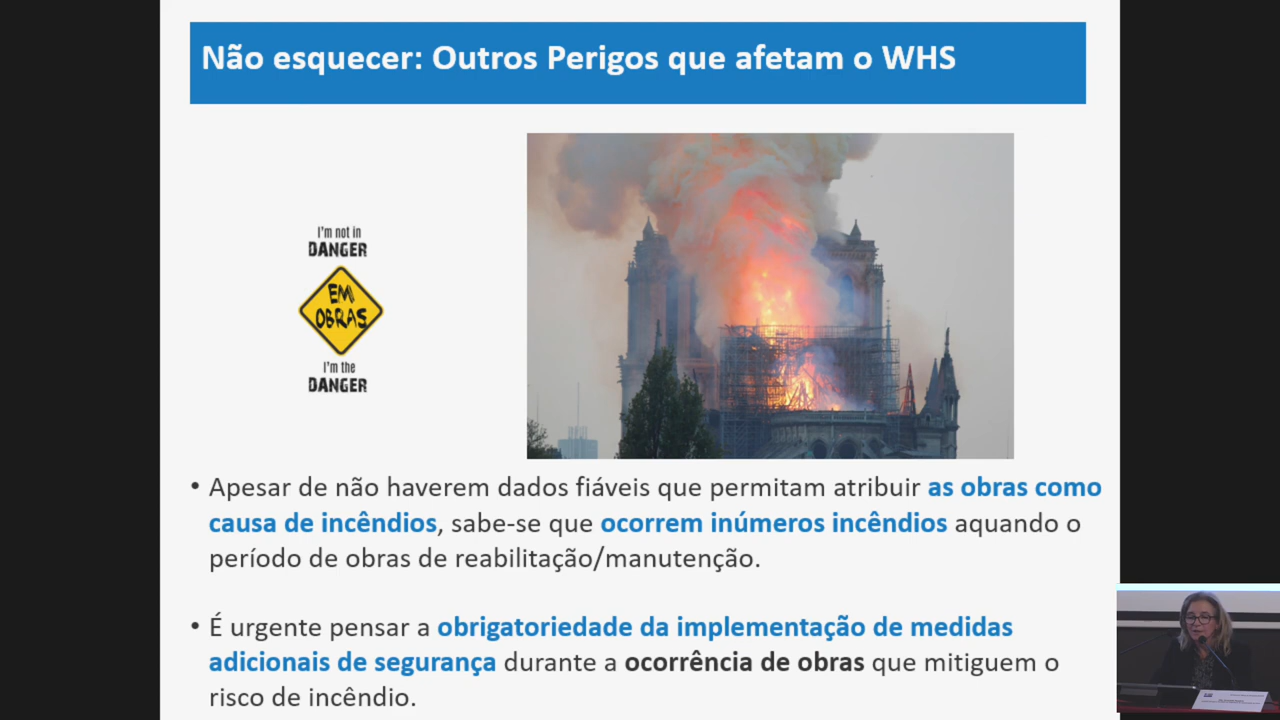 Não esquecer: Outros Perigos que afetam o WHS
I'm not in
DANGER
EM
OBRAS
I'm the
DANGER
• Apesar de não haverem dados fiáveis que permitam atribuir as obras como
causa de incêndios, sabe-se que ocorrem inúmeros incêndios aquando o
período de obras de reabilitação/manutenção.
• É urgente pensar a obrigatoriedade da implementação de medidas
adicionais de segurança durante a ocorrência de obras que mitiguem o
risco de incêndio.